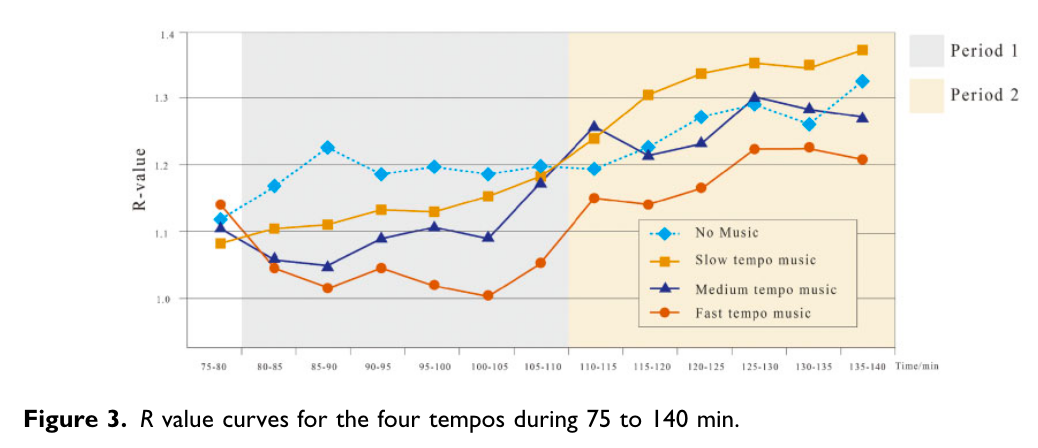 1.4
1.3
1.2
1.1
1.0
R-value
Period 1
Period 2
No Music
Slow tempo music
Medium tempo music
Fast tempo music
75-80 80-85 85-90 90-95 95-100 100-105 105-110 110-115 115-120 120-125 125-130 130-135 135-140 Time/min
Figure 3. R value curves for the four tempos during 75 to 140 min.